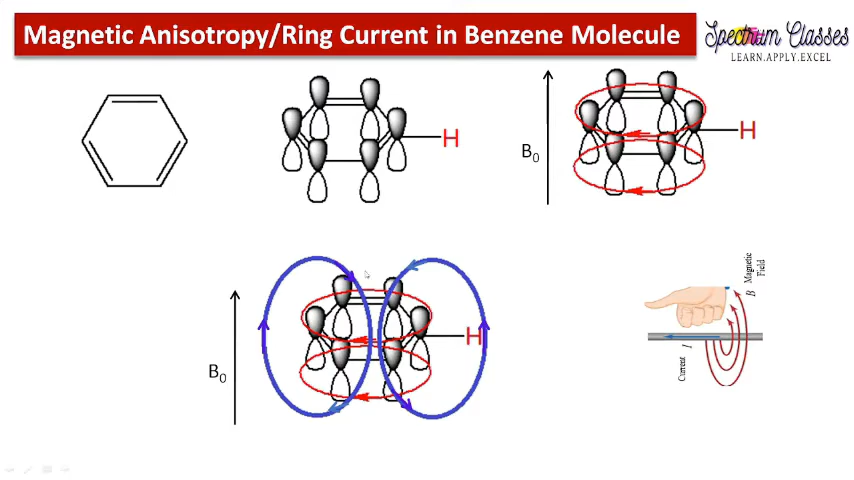 Magnetic Anisotropy/Ring Current in Benzene Molecule
Spectrum Classes
LEARN.APPLY.EXCEL
H
B0
H
B0
H
Magnetic
Field
B
Current
I